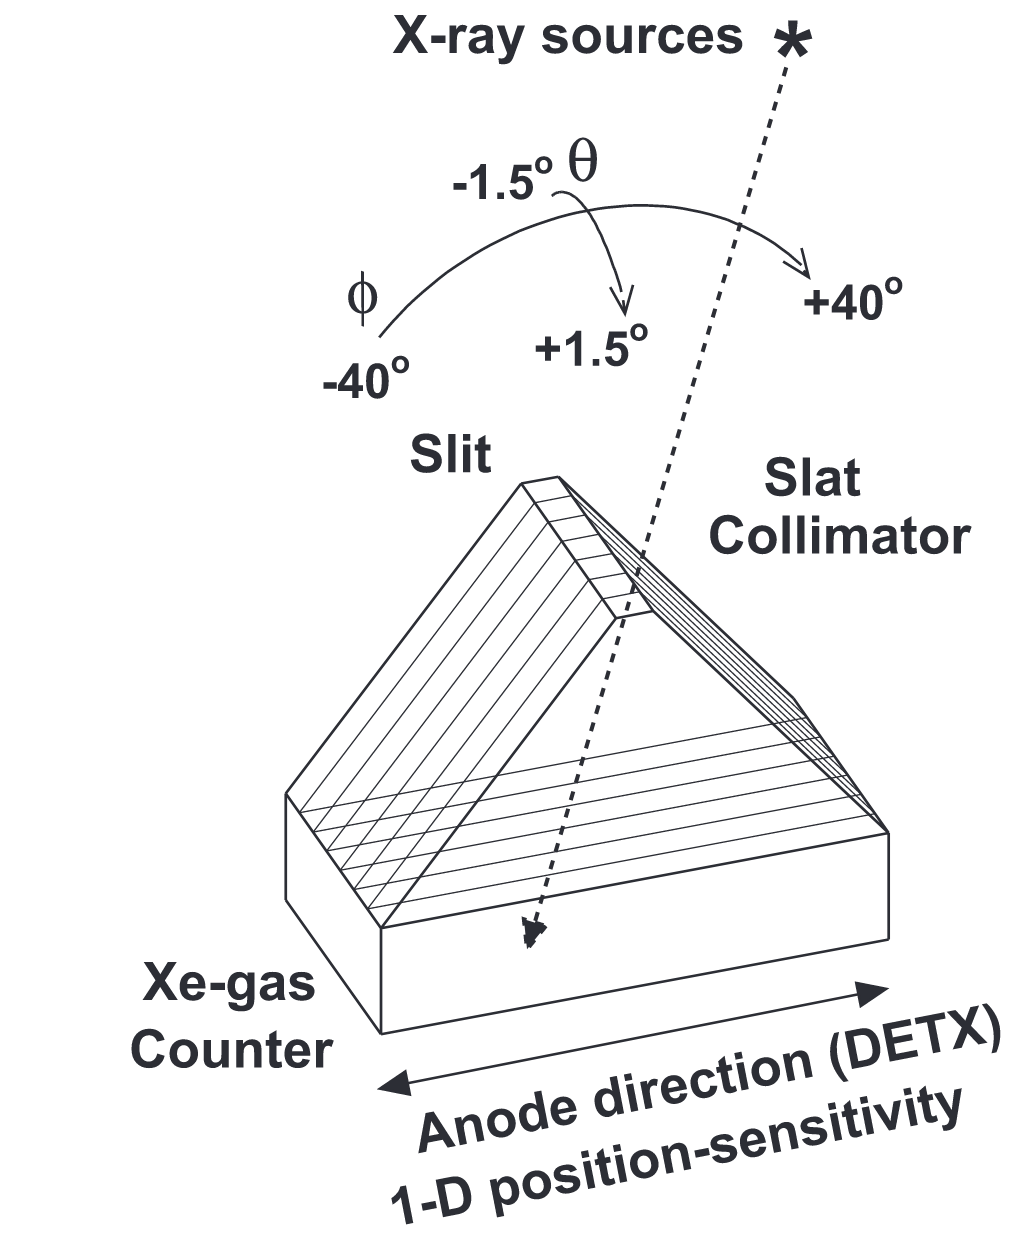 X-ray sources *
-1.5° θ
ϕ
+40°
+1.5°
-40°
Slit
Slat
Collimator
Xe-gas
Counter
Anode direction (DETX)
1-D position-sensitivity